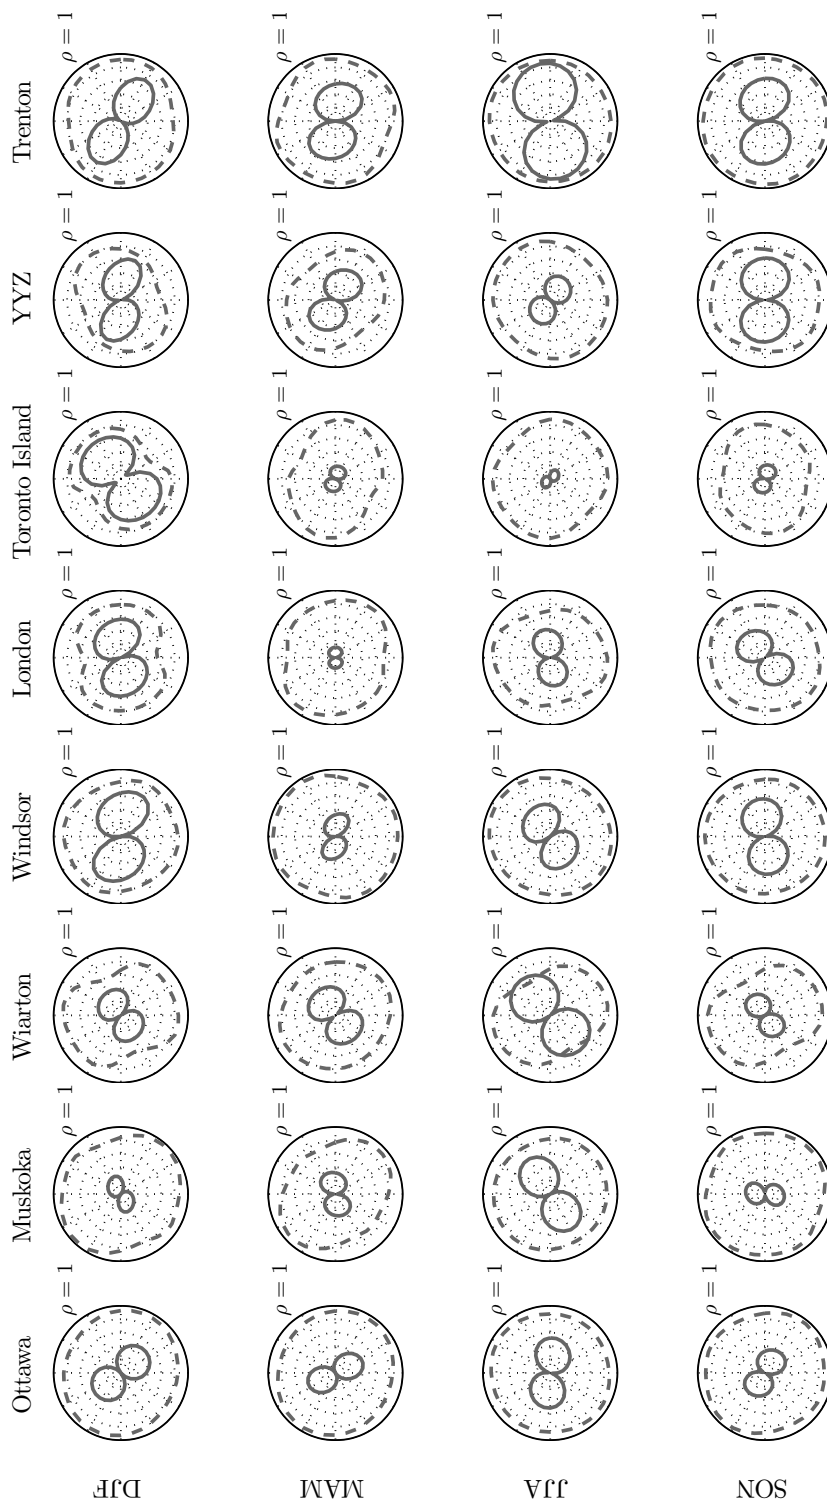 Ottawa Muskoka Wiarton Windsor London Toronto Island YYZ Trenton
ρ = 1 ρ = 1 ρ = 1 ρ = 1 ρ = 1 ρ = 1 ρ = 1 ρ = 1
DJF
ρ = 1 ρ = 1 ρ = 1 ρ = 1 ρ = 1 ρ = 1 ρ = 1 ρ = 1
MAM
ρ = 1 ρ = 1 ρ = 1 ρ = 1 ρ = 1 ρ = 1 ρ = 1 ρ = 1
JJA
ρ = 1 ρ = 1 ρ = 1 ρ = 1 ρ = 1 ρ = 1 ρ = 1 ρ = 1
SON